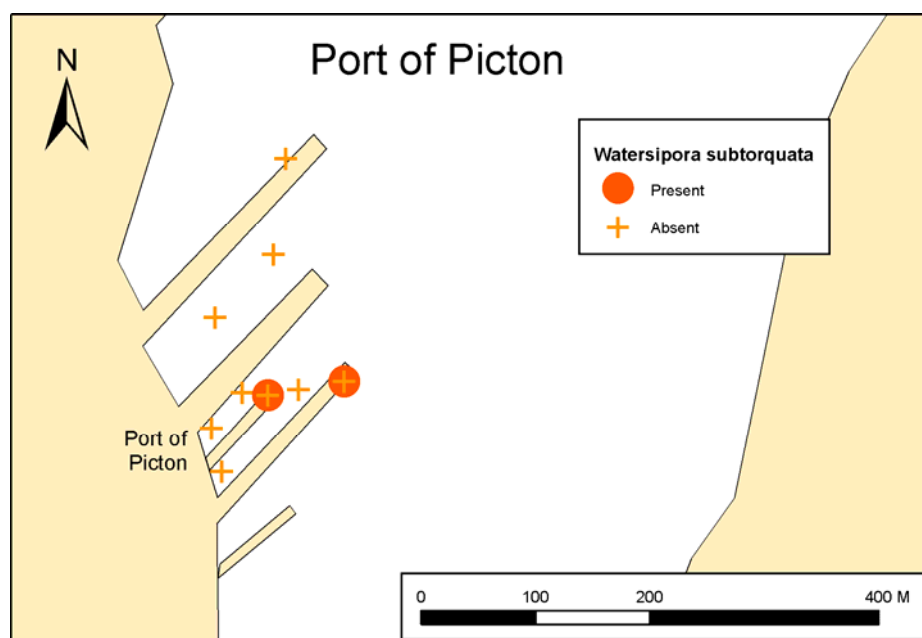 Port of Picton
N
Watersipora subtorquata
Present
Absent
Port of
Picton
0 100 200 400 M